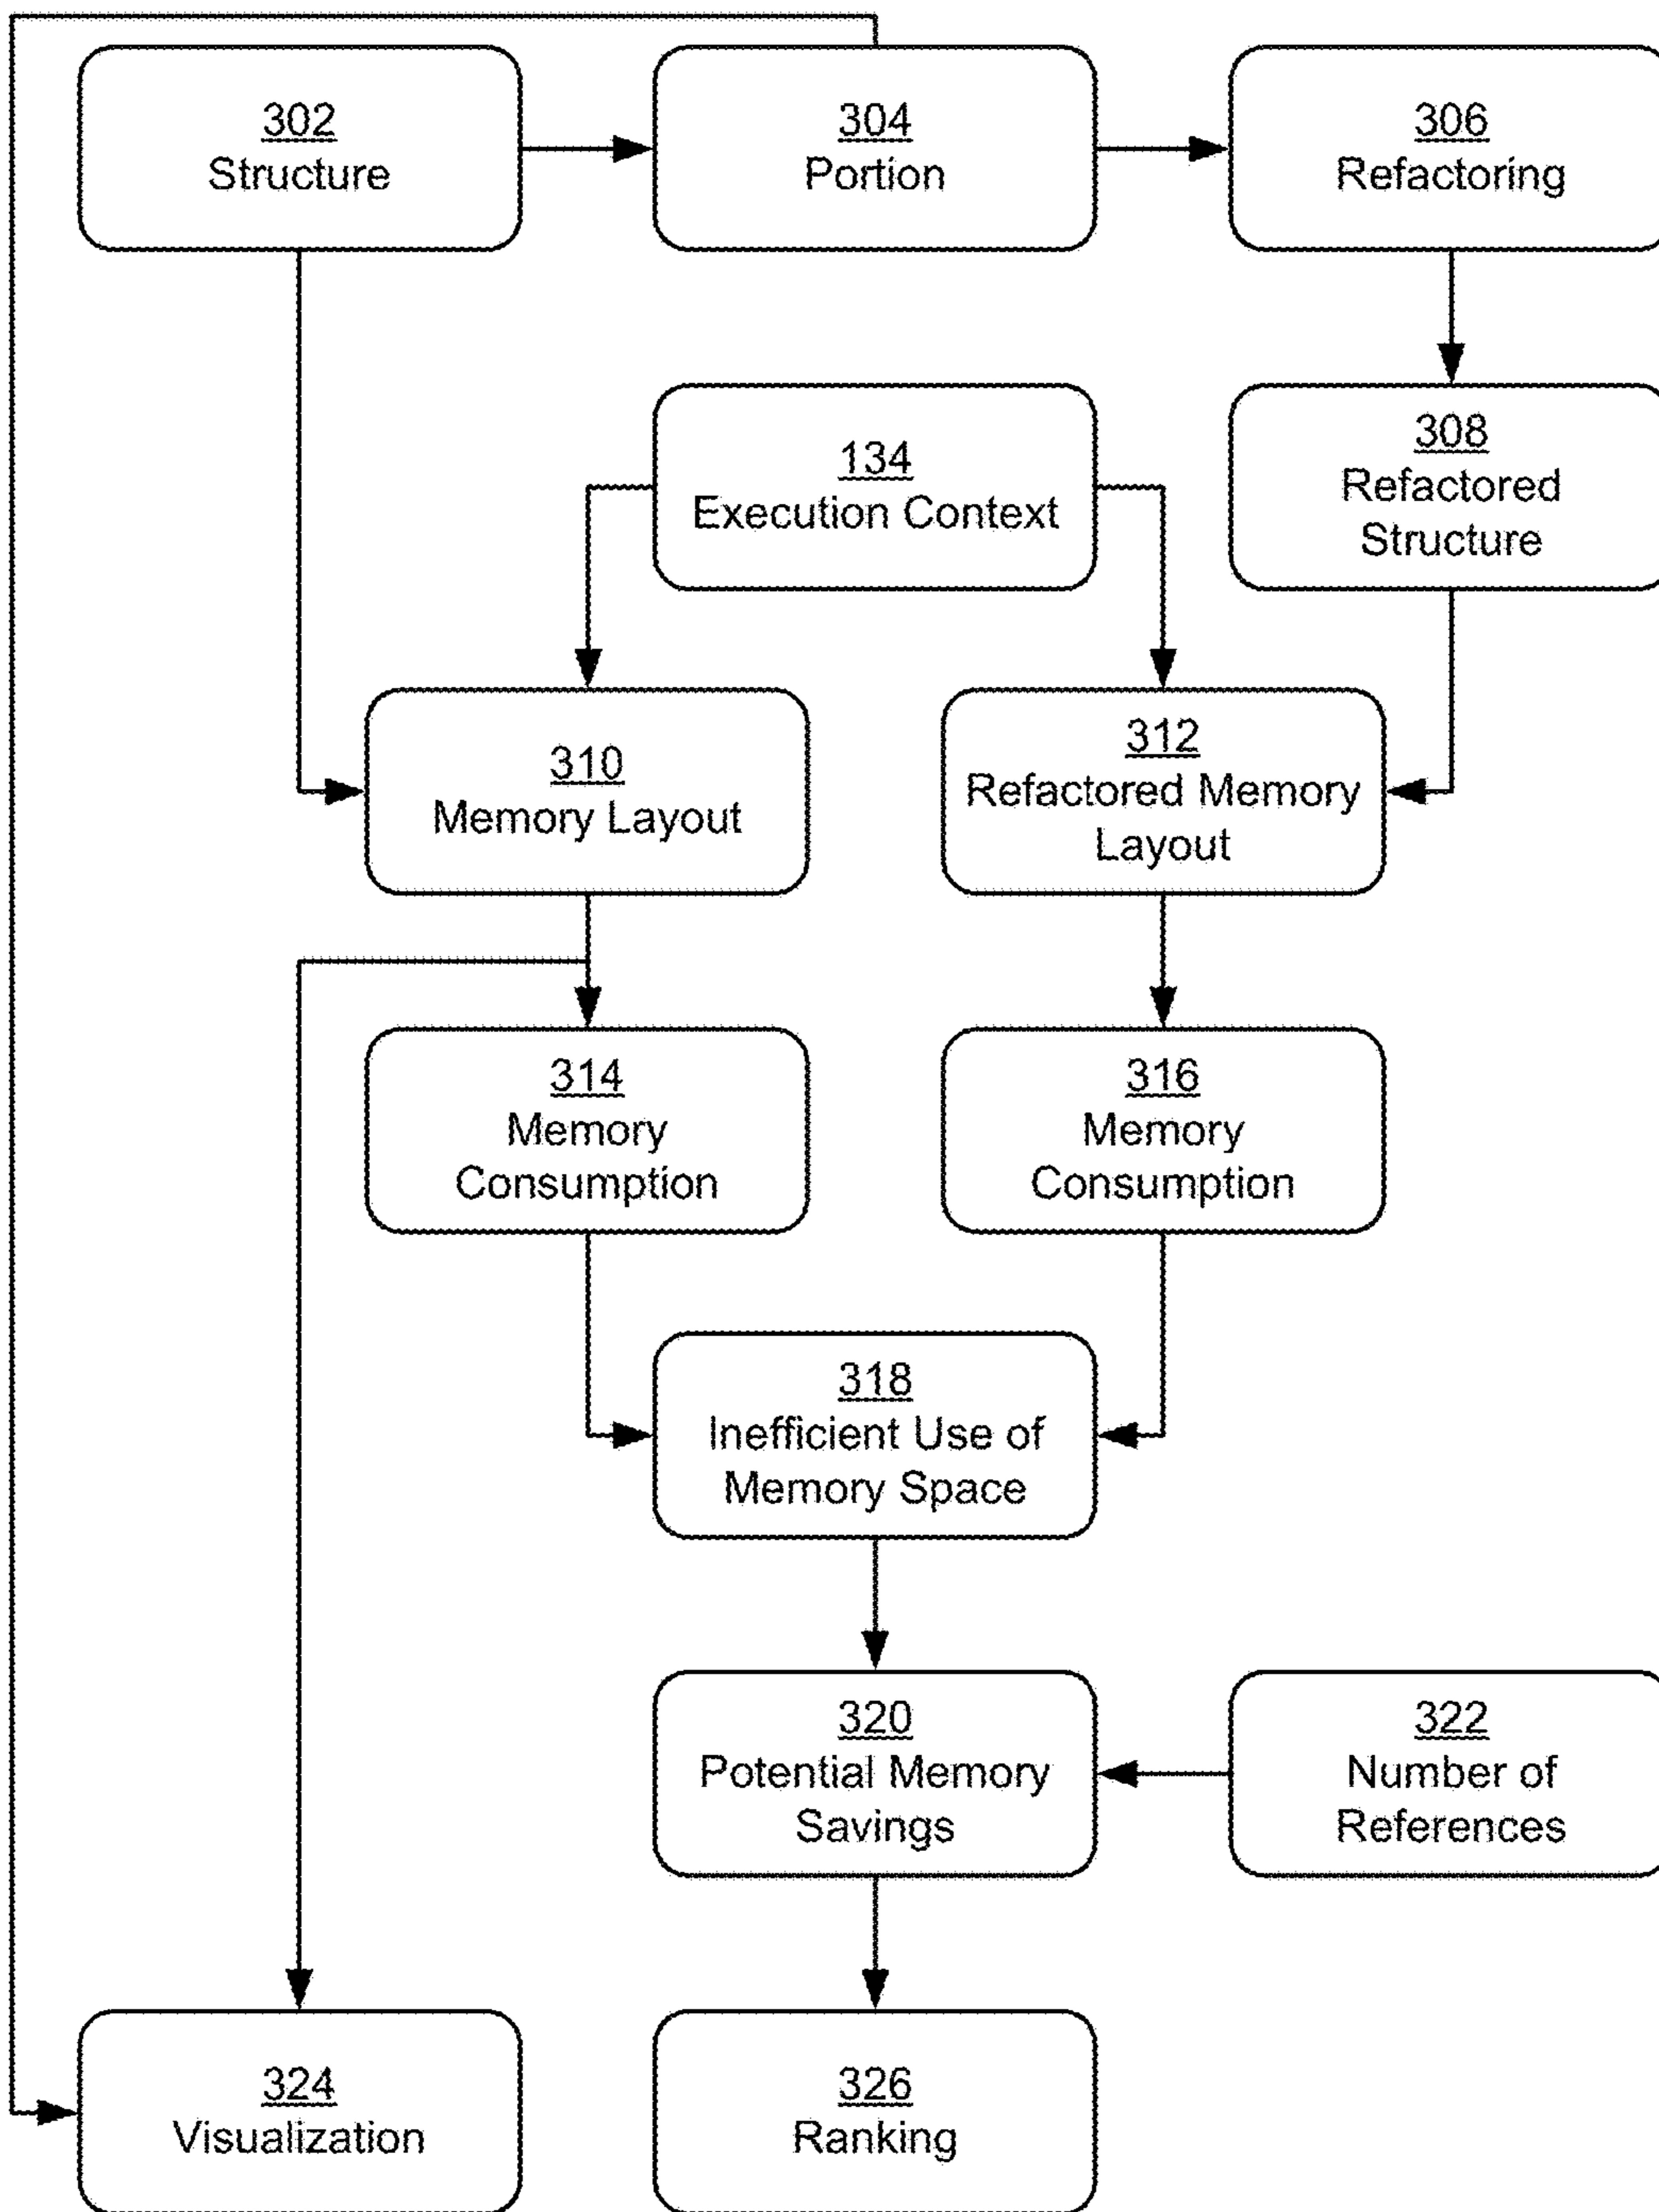 302
Structure
304
Portion
306
Refactoring
134
Execution Context
308
Refactored
Structure
310
Memory Layout
312
Refactored Memory
Layout
314
Memory
Consumption
316
Memory
Consumption
318
Inefficient Use of
Memory Space
320
Potential Memory
Savings
322
Number of
References
324
Visualization
326
Ranking